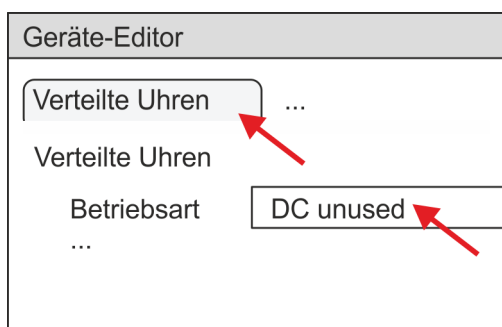 Geräte-Editor
Verteilte Uhren ...
Verteilte Uhren
Betriebsart DC unused
...